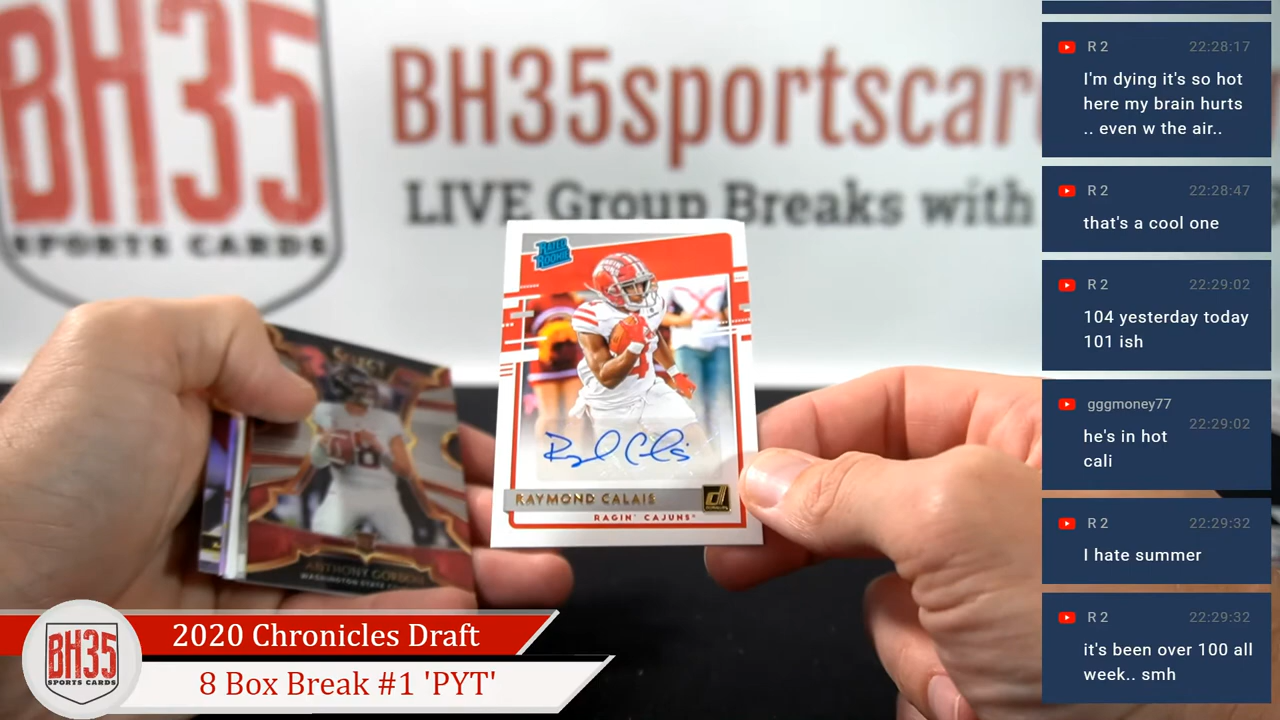 BH35
SPORTS CARDS
BH35sportscar
LIVE Group Breaks with
RATED
ROOKIE
RAYMOND CALAIS
RAGIN' CAJUNS
SELECT
ANTHONY GORDON
WASHINGTON STATE
BH35
SPORTS CARDS
2020 Chronicles Draft
8 Box Break #1 'PYT'
R 2 22:28:17
I'm dying it's so hot
here my brain hurts
.. even w the air..
R 2 22:28:47
that's a cool one
R 2 22:29:02
104 yesterday today
101 ish
gggmoney77 22:29:02
he's in hot
cali
R 2 22:29:32
I hate summer
R 2 22:29:32
it's been over 100 all
week.. smh